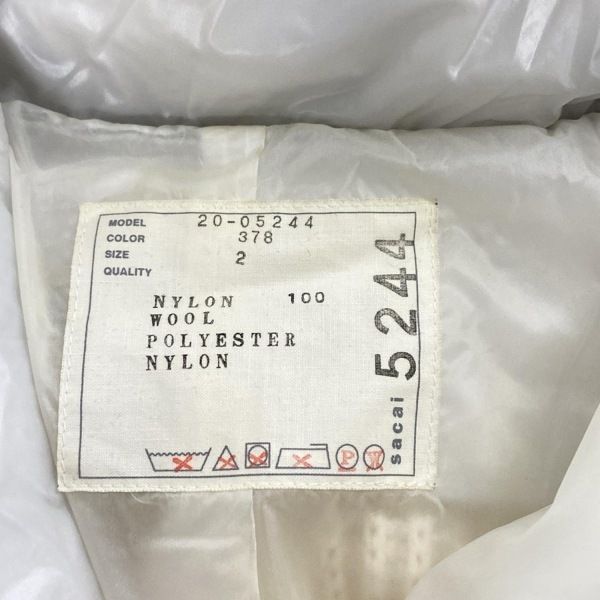 MODEL 20-05244
COLOR 378
SIZE 2
QUALITY
NYLON 100
WOOL
POLYESTER
NYLON
P W
sacai 5244